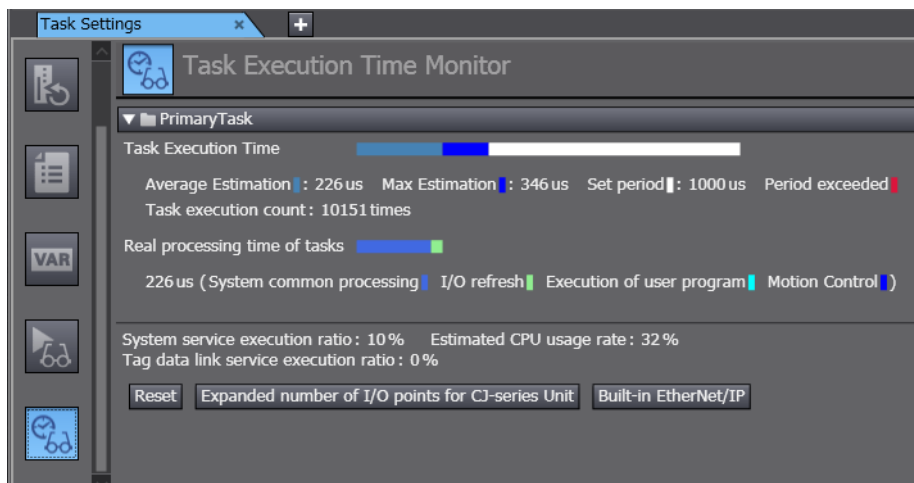 Task Settings
Task Execution Time Monitor
PrimaryTask
Task Execution Time
Average Estimation : 226 us Max Estimation : 346 us Set period : 1000 us Period exceeded
Task execution count : 10151 times
Real processing time of tasks
VAR
226 us ( System common processing I/O refresh Execution of user program Motion Control )
System service execution ratio : 10 % Estimated CPU usage rate : 32 %
Tag data link service execution ratio : 0 %
Reset Expanded number of I/O points for CJ-series Unit Built-in EtherNet/IP